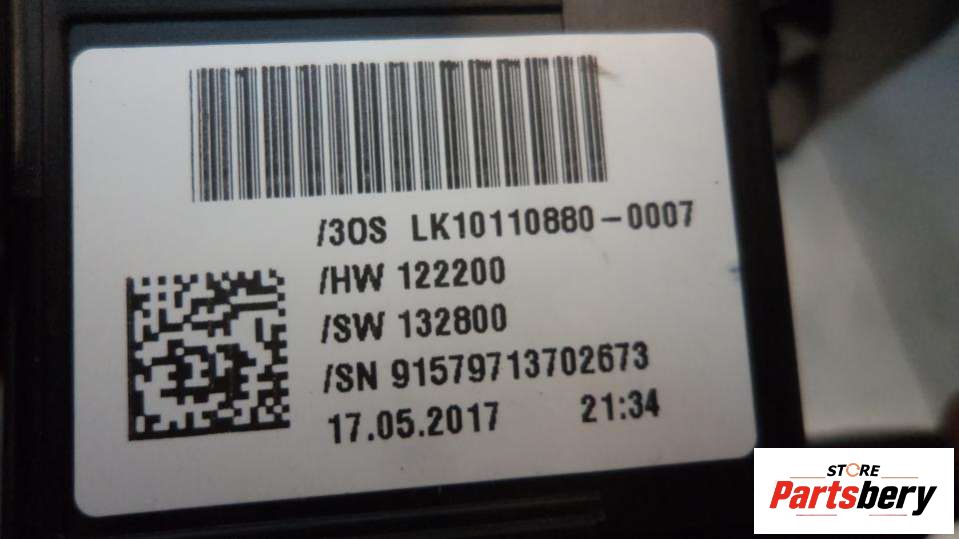 /3OS LK10110880-0007
/HW 122200
/SW 132800
/SN 91579713702673
17.05.2017 21:34
STORE
Partsbery